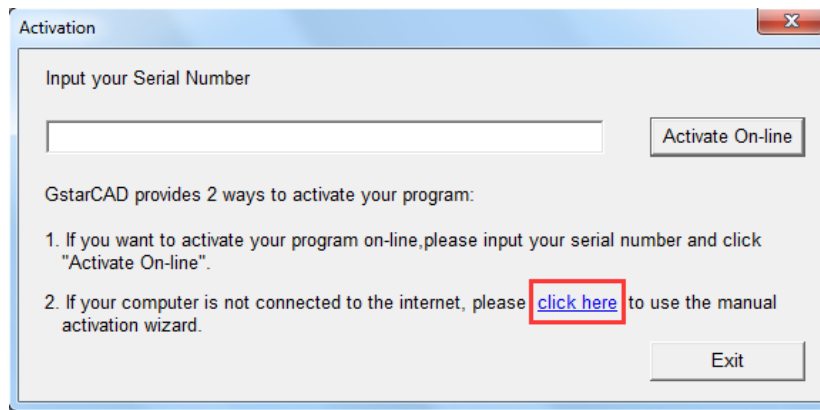 Activation
Input your Serial Number
Activate On-line
GstarCAD provides 2 ways to activate your program:
1. If you want to activate your program on-line,please input your serial number and click
"Activate On-line".
2. If your computer is not connected to the internet, please click here to use the manual
activation wizard.
Exit